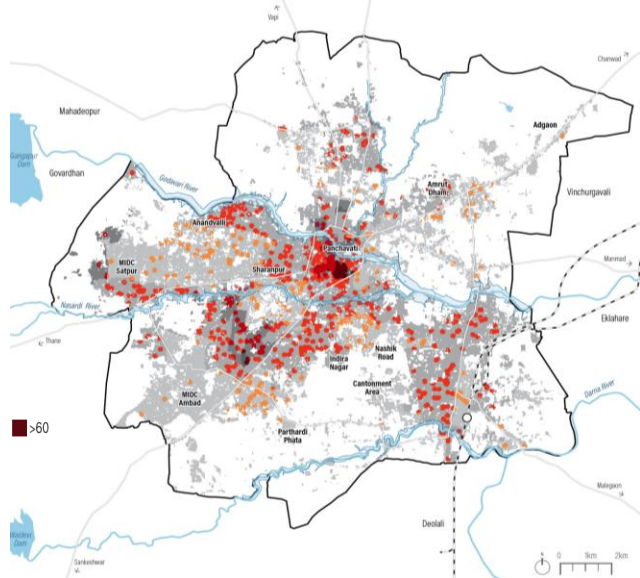 Vapi
Chanwad
Mahadeopur
Adgaon
Gangapur
Dam
Govardhan
Godavari River
Amrut
Dham
Vinchurgavali
Anandvalli
Panchavati
MIDC
Satpur
Sharanpur
Manmad
Nasardi River
Eklahare
Thane
Nashik
Road
Indira
Nagar
Cantonment
Area
MIDC
Ambad
Darna River
>60
Parthardi
Phata
Malegaon
Deolali
Dam
Sankeshwar
0 1km 2km